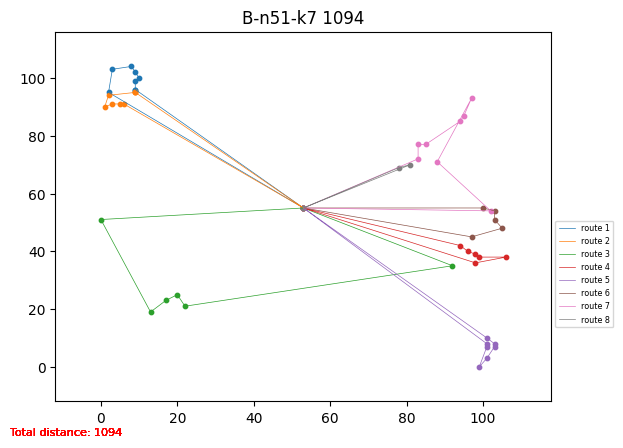 B-n51-k7 1094
100
80
60
40
20
0
0 20 40 60 80 100
route 1
route 2
route 3
route 4
route 5
route 6
route 7
route 8
Total distance: 1094